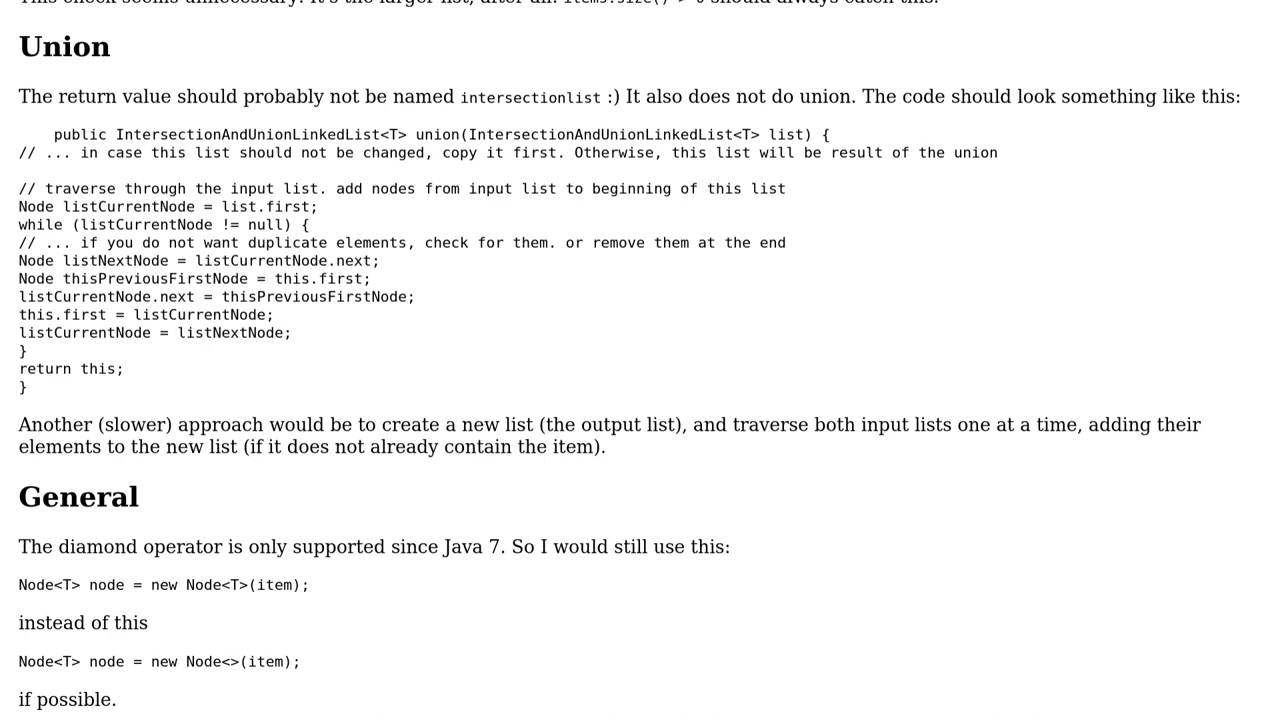 Union
The return value should probably not be named intersectionlist :) It also does not do union. The code should look something like this:
public IntersectionAndUnionLinkedList<T> union(IntersectionAndUnionLinkedList<T> list) {
// ... in case this list should not be changed, copy it first. Otherwise, this list will be result of the union
// traverse through the input list. add nodes from input list to beginning of this list
Node listCurrentNode = list.first;
while (listCurrentNode != null) {
// ... if you do not want duplicate elements, check for them. or remove them at the end
Node listNextNode = listCurrentNode.next;
Node thisPreviousFirstNode = this.first;
listCurrentNode.next = thisPreviousFirstNode;
this.first = listCurrentNode;
listCurrentNode = listNextNode;
}
return this;
}
Another (slower) approach would be to create a new list (the output list), and traverse both input lists one at a time, adding their
elements to the new list (if it does not already contain the item).
General
The diamond operator is only supported since Java 7. So I would still use this:
Node<T> node = new Node<T>(item);
instead of this
Node<T> node = new Node<>(item);
if possible.